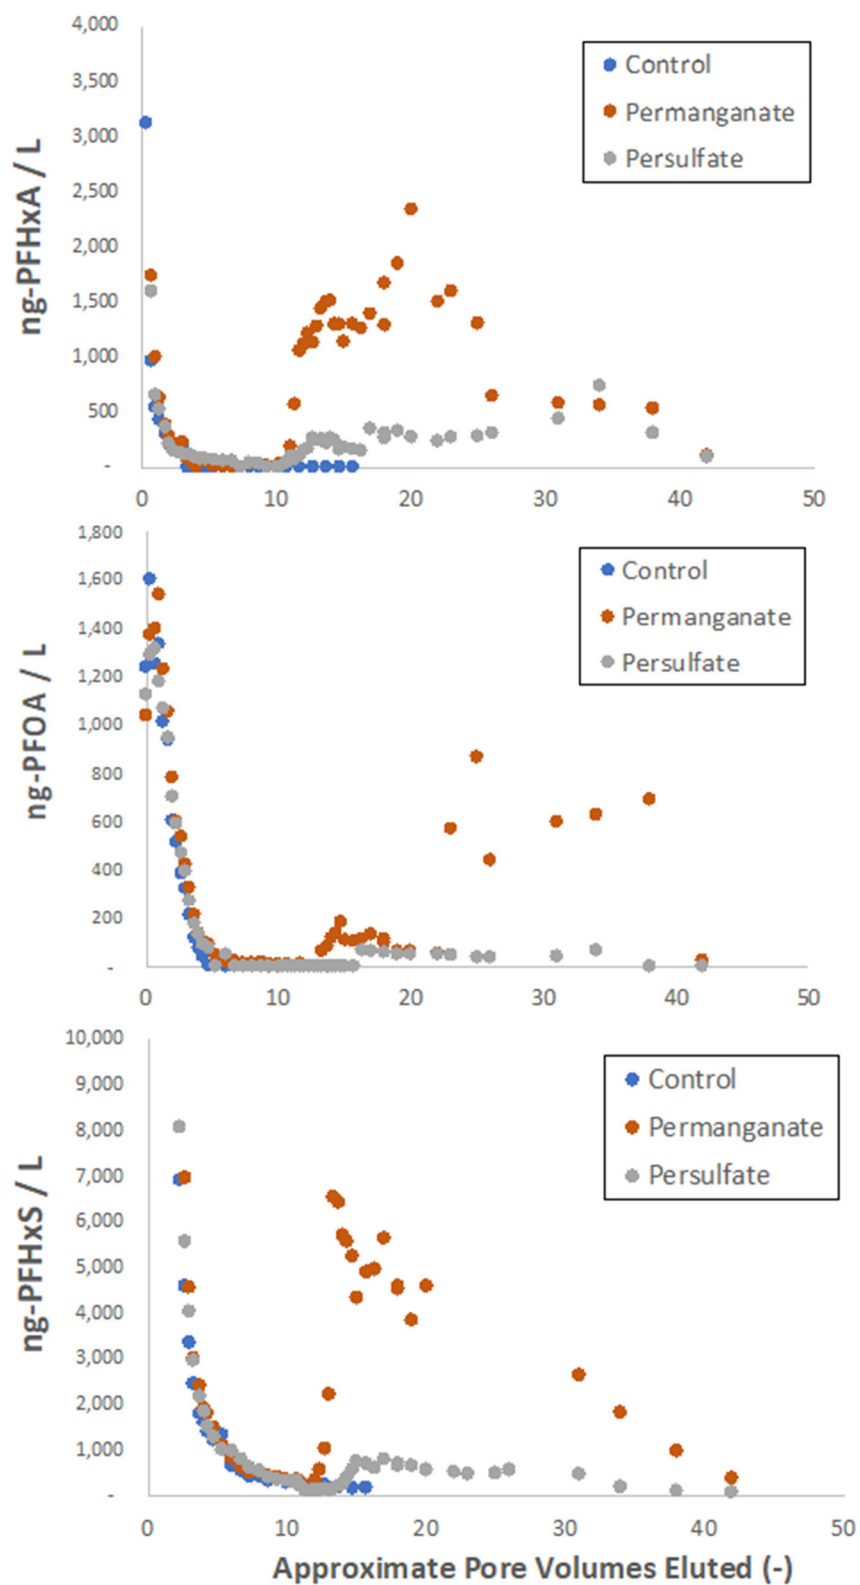 4,000
3,500
3,000
2,500
2,000
1,500
1,000
500
-
ng-PFHxA / L
Control
Permanganate
Persulfate
0 10 20 30 40 50
1,800
1,600
1,400
1,200
1,000
800
600
400
200
-
ng-PFOA / L
Control
Permanganate
Persulfate
0 10 20 30 40 50
10,000
9,000
8,000
7,000
6,000
5,000
4,000
3,000
2,000
1,000
-
ng-PFHxS / L
Control
Permanganate
Persulfate
0 10 20 30 40 50
Approximate Pore Volumes Eluted (-)